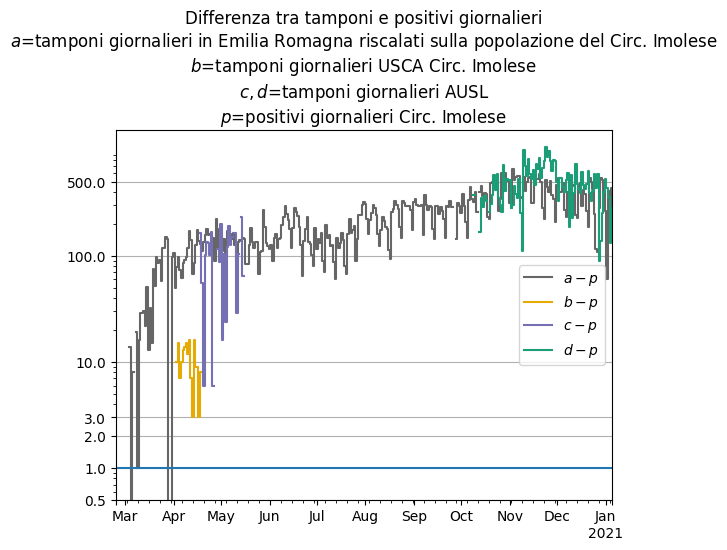 Differenza tra tamponi e positivi giornalieri
a=tamponi giornalieri in Emilia Romagna riscalati sulla popolazione del Circ. Imolese
b=tamponi giornalieri USCA Circ. Imolese
c, d=tamponi giornalieri AUSL
p=positivi giornalieri Circ. Imolese
500.0
100.0
10.0
3.0
2.0
1.0
0.5
a − p
b − p
c − p
d − p
Mar Apr May Jun Jul Aug Sep Oct Nov Dec Jan
2021